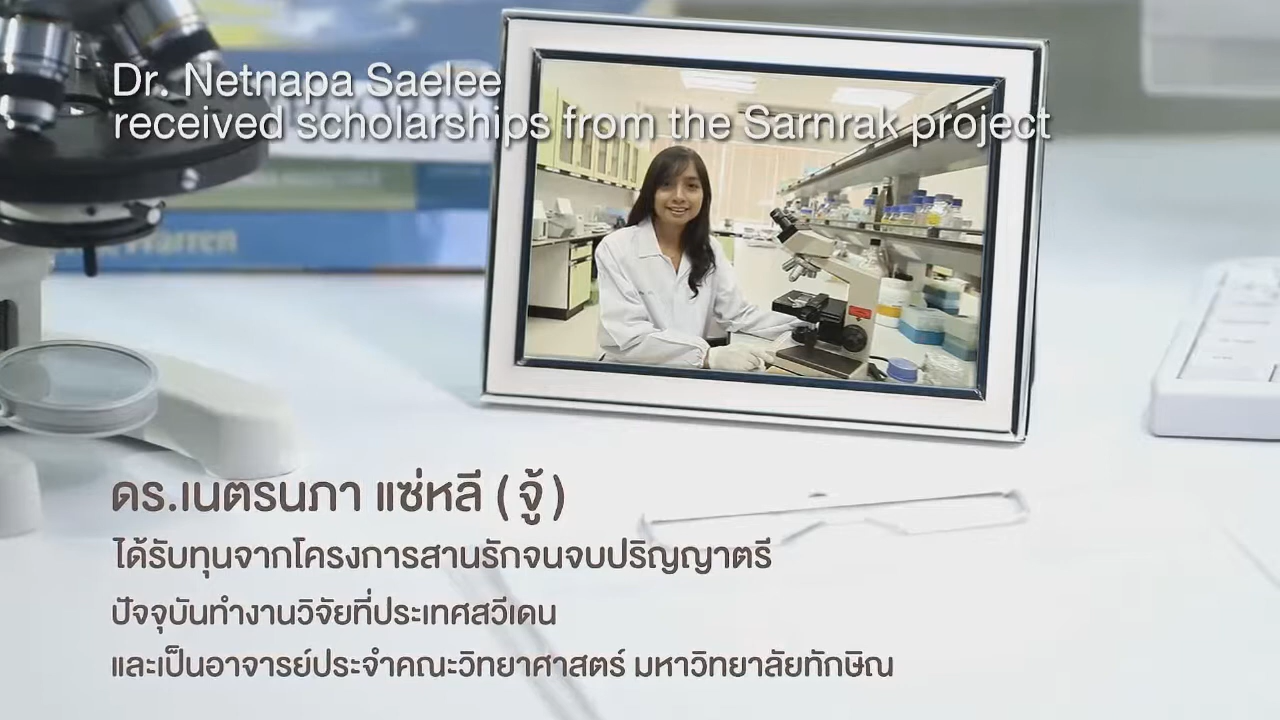 Dr. Netnapa Saelee
received scholarships from the Sarnrak project
Warren
ดร.เนตรนภา แซ่หลี ( จู้ )
ได้รับทุนจากโครงการสานรักจนจบปริญญาตรี
ปัจจุบันทำงานวิจัยที่ประเทศสวีเดน
และเป็นอาจารย์ประจำคณะวิทยาศาสตร์ มหาวิทยาลัยทักษิณ